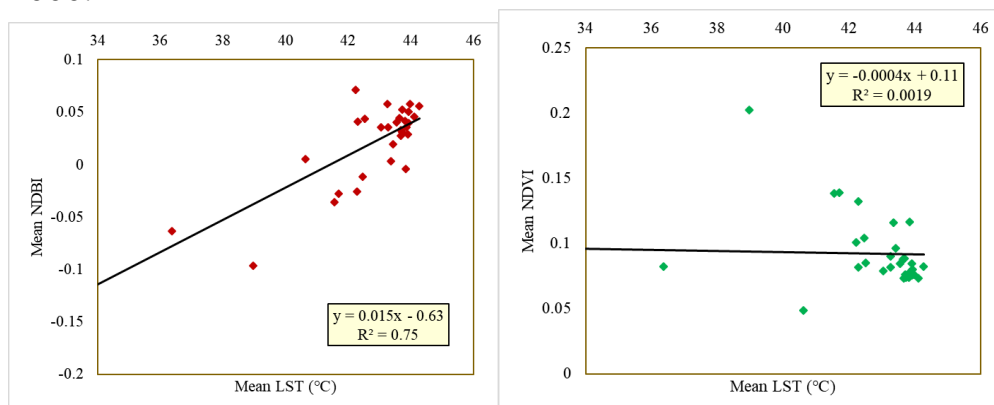 34 36 38 40 42 44 46
0.1
0.05
0
-0.05
-0.1
-0.15
-0.2
Mean NDBI
y = 0.015x - 0.63
R² = 0.75
Mean LST (°C)
34 36 38 40 42 44 46
0.25
0.2
0.15
0.1
0.05
0
Mean NDVI
y = -0.0004x + 0.11
R² = 0.0019
Mean LST (°C)